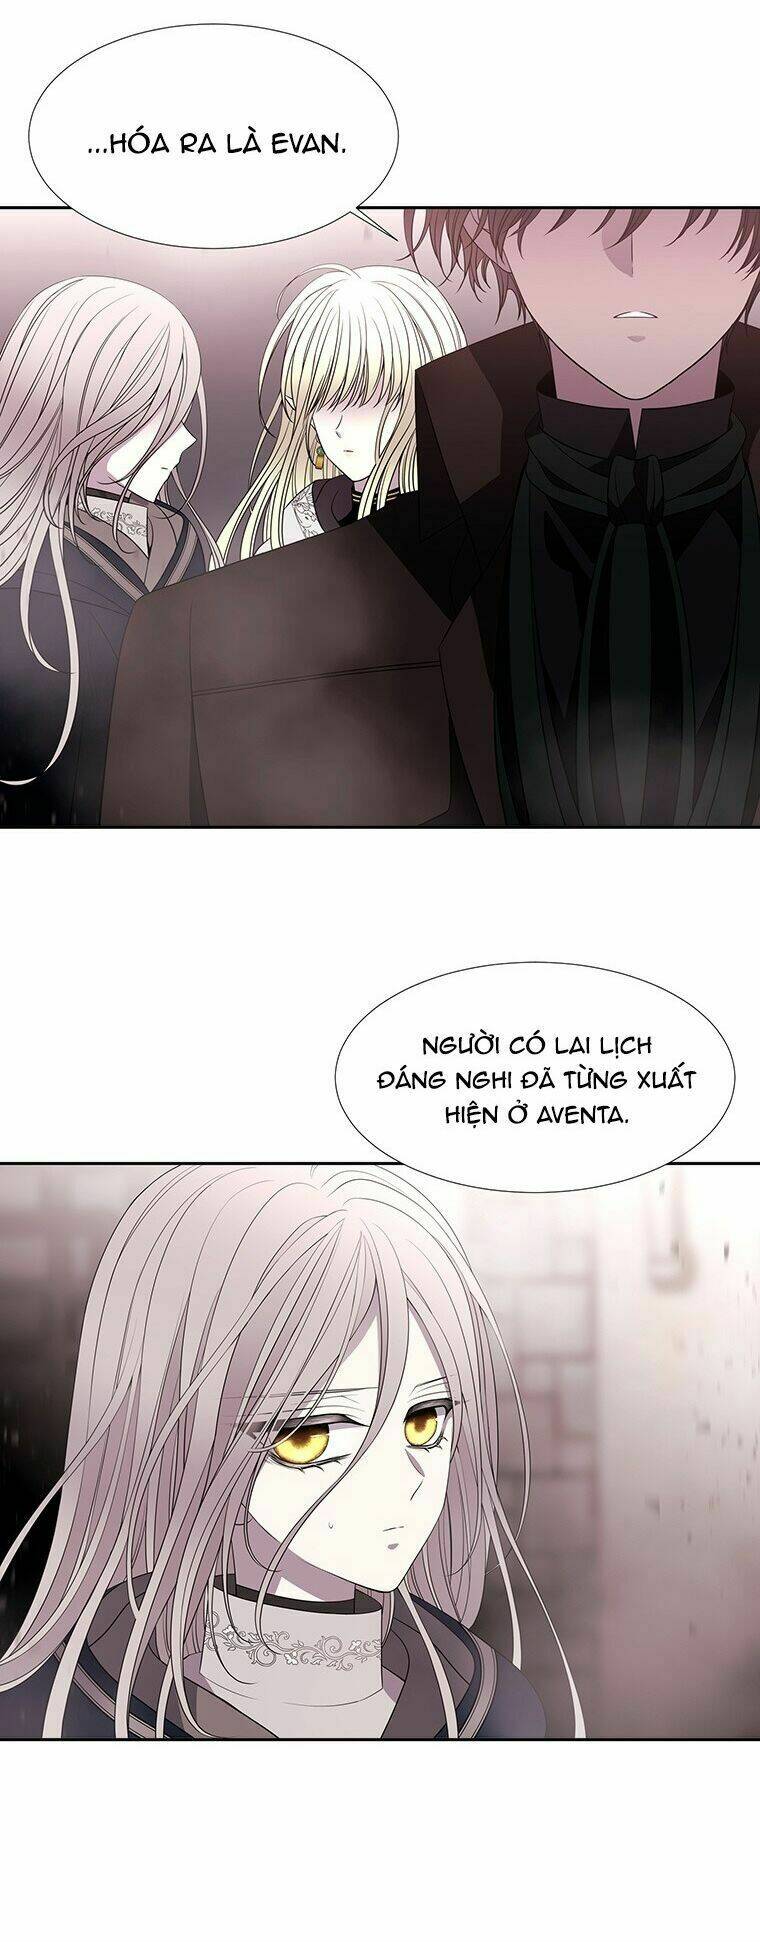 ...HÓA RA LÀ EVAN.
NGƯỜI CÓ LAI LỊCH
ĐÁNG NGHI ĐÃ TỪNG XUẤT
HIỆN Ở AVENTA.